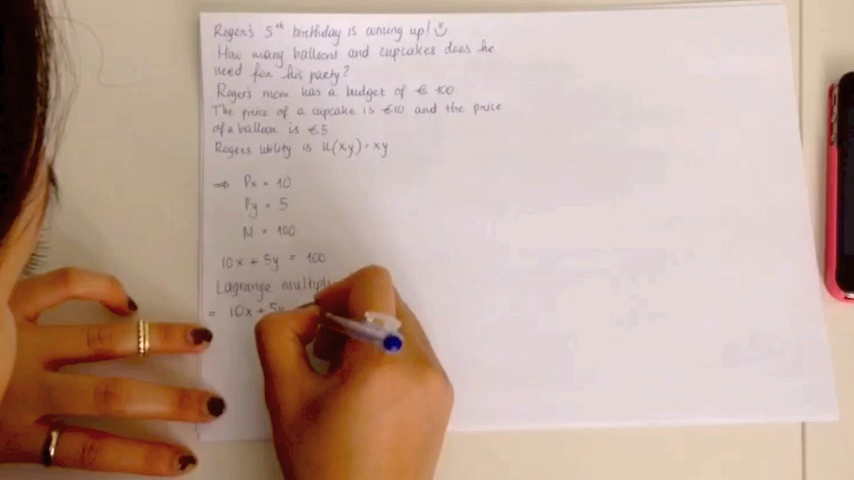 Roger's 5th birthday is coming up! ☺
How many balloons and cupcakes does he
need for his party?
Roger's mom has a budget of € 100.
The price of a cupcake is €10 and the price
of a balloon is €5
Rogers utility is U(xy) = xy
⇒ Px = 10
Py = 5
M = 100
10x + 5y = 100
Lagrange
= 10x + 5y